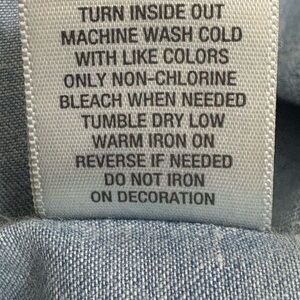 TURN INSIDE OUT
MACHINE WASH COLD
WITH LIKE COLORS
ONLY NON-CHLORINE
BLEACH WHEN NEEDED
TUMBLE DRY LOW
WARM IRON ON
REVERSE IF NEEDED
DO NOT IRON
ON DECORATION